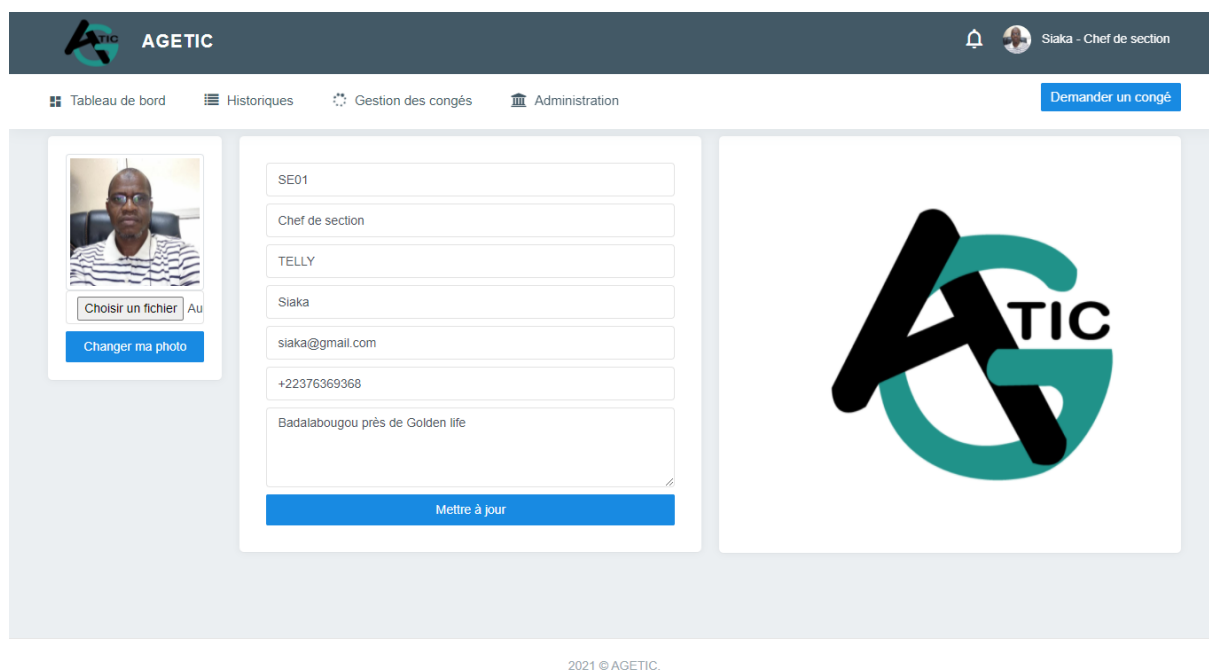 TIC
AGETIC
Siaka - Chef de section
Tableau de bord
Historiques
Gestion des congés
Administration
Demander un congé
Choisir un fichier Au
Changer ma photo
SE01
Chef de section
TELLY
Siaka
siaka@gmail.com
+22376369368
Badalabougou près de Golden life
Mettre à jour
AGTIC
2021 © AGETIC.